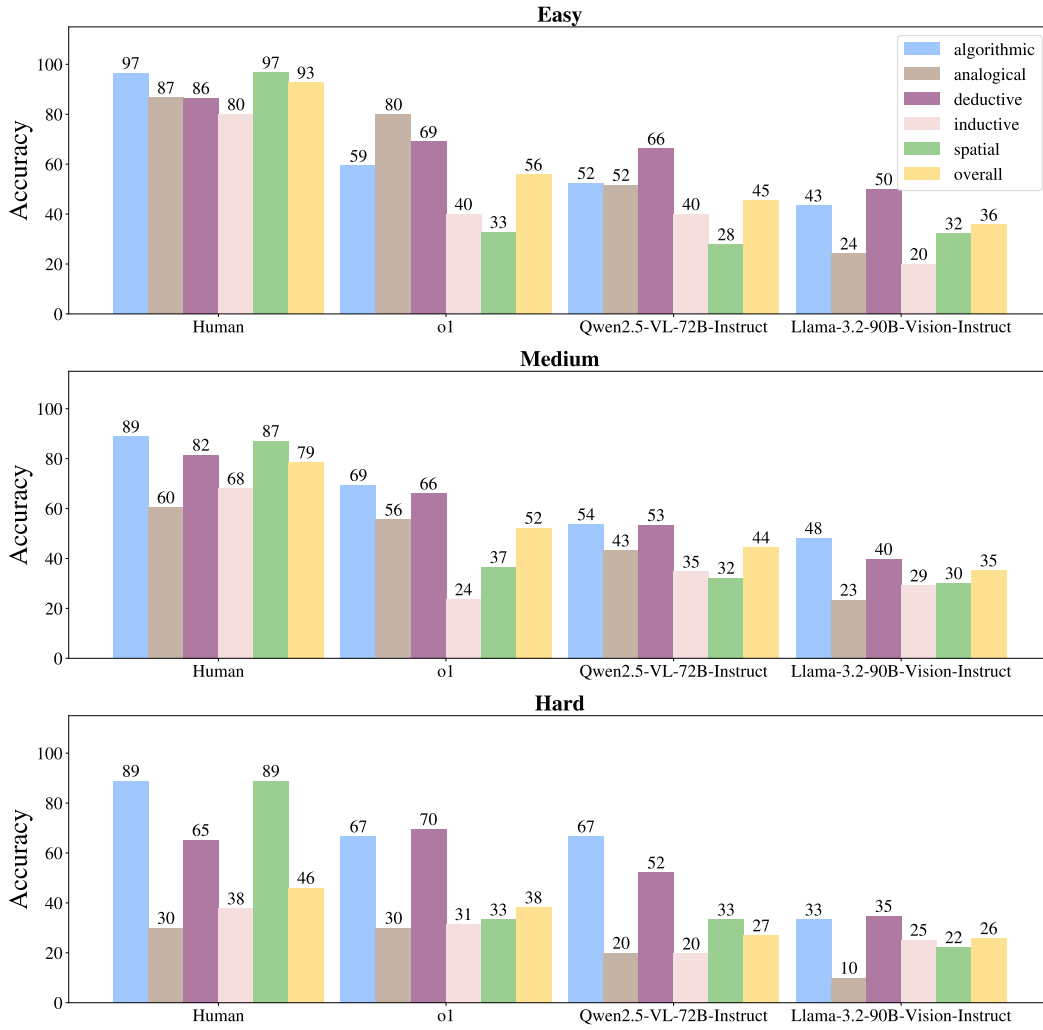 Easy
Accuracy
100
80
60
40
20
0
97 87 86 80 97 93
59 80 69 40 33 56
52 52 66 40 28 45
43 24 50 20 32 36
algorithmic
analogical
deductive
inductive
spatial
overall
Human o1 Qwen2.5-VL-72B-Instruct Llama-3.2-90B-Vision-Instruct
Medium
Accuracy
100
80
60
40
20
0
89 60 82 68 87 79
69 56 66 24 37 52
54 43 53 35 32 44
48 23 40 29 30 35
Human o1 Qwen2.5-VL-72B-Instruct Llama-3.2-90B-Vision-Instruct
Hard
Accuracy
100
80
60
40
20
0
89 30 65 38 89 46
67 30 70 31 33 38
67 20 52 20 33 27
33 10 35 25 22 26
Human o1 Qwen2.5-VL-72B-Instruct Llama-3.2-90B-Vision-Instruct